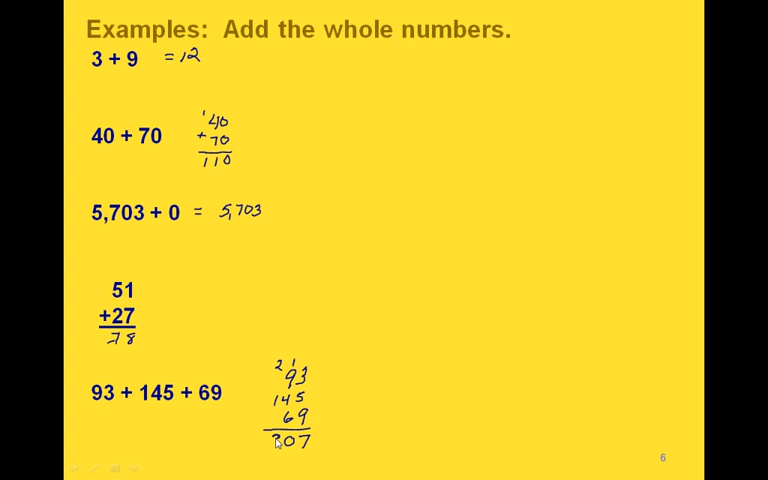 Examples: Add the whole numbers.
3 + 9 = 12
1
40
40 + 70 + 70
110
5,703 + 0 = 5,703
51
+27
78
2 1
93
93 + 145 + 69 145
69
307
6